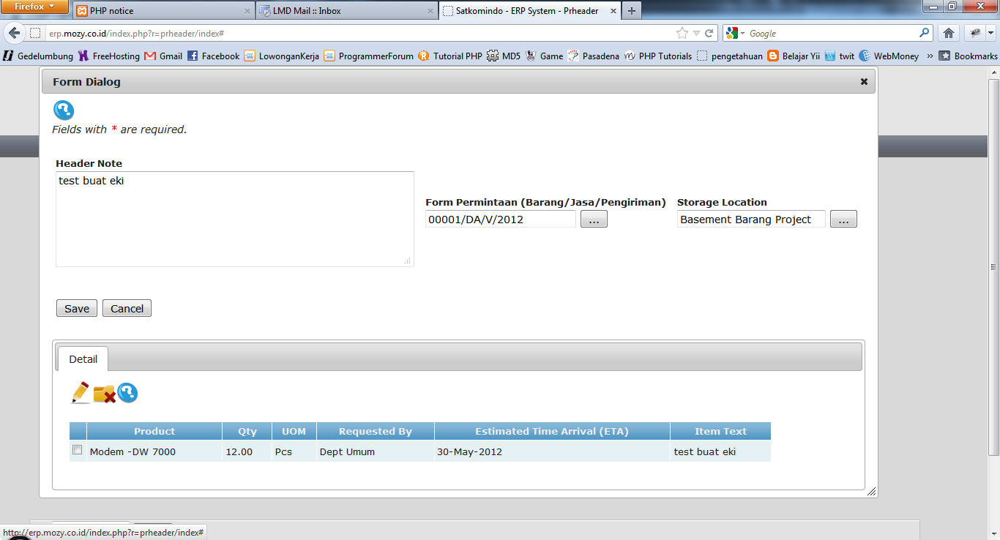 Firefox
PHP notice
LMD Mail :: Inbox
Satkomindo - ERP System - Prheader
erp.mozy.co.id/index.php?r=prheader/index#
Google
Gedelumbung FreeHosting Gmail Facebook LowonganKerja ProgrammerForum Tutorial PHP MD5 Game Pasadena PHP Tutorials pengetahuan Belajar Yii twit WebMoney » Bookmarks
Form Dialog
Fields with * are required.
Header Note
test buat eki
Form Permintaan (Barang/Jasa/Pengiriman) Storage Location
00001/DA/V/2012 ... Basement Barang Project ...
Save Cancel
Detail
Product Qty UOM Requested By Estimated Time Arrival (ETA) Item Text
Modem -DW 7000 12.00 Pcs Dept Umum 30-May-2012 test buat eki
http://erp.mozy.co.id/index.php?r=prheader/index#